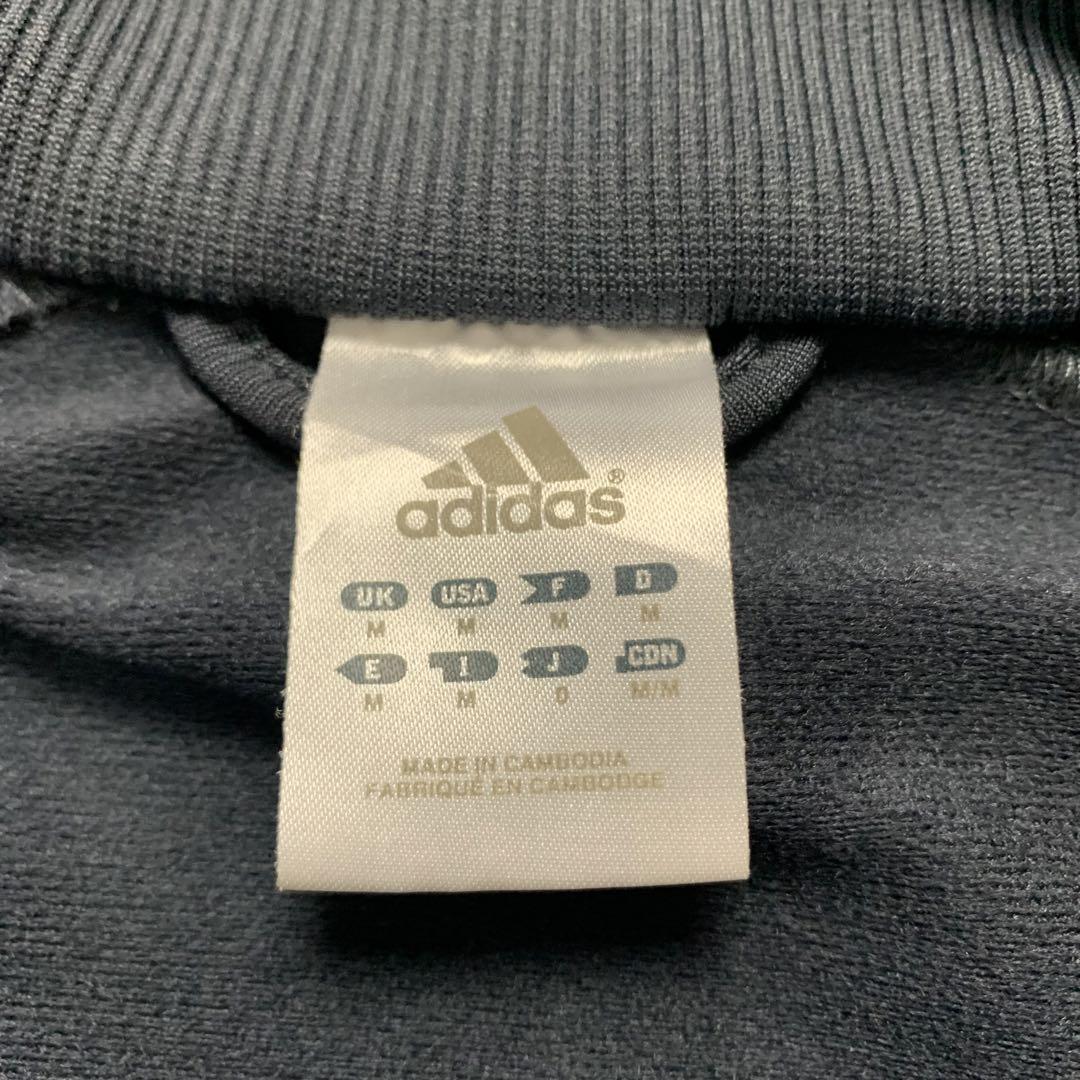 adidas®
UK USA F D
M M M M
E I J CDN
M M O M/M
MADE IN CAMBODIA
FABRIQUÉ EN CAMBODGE